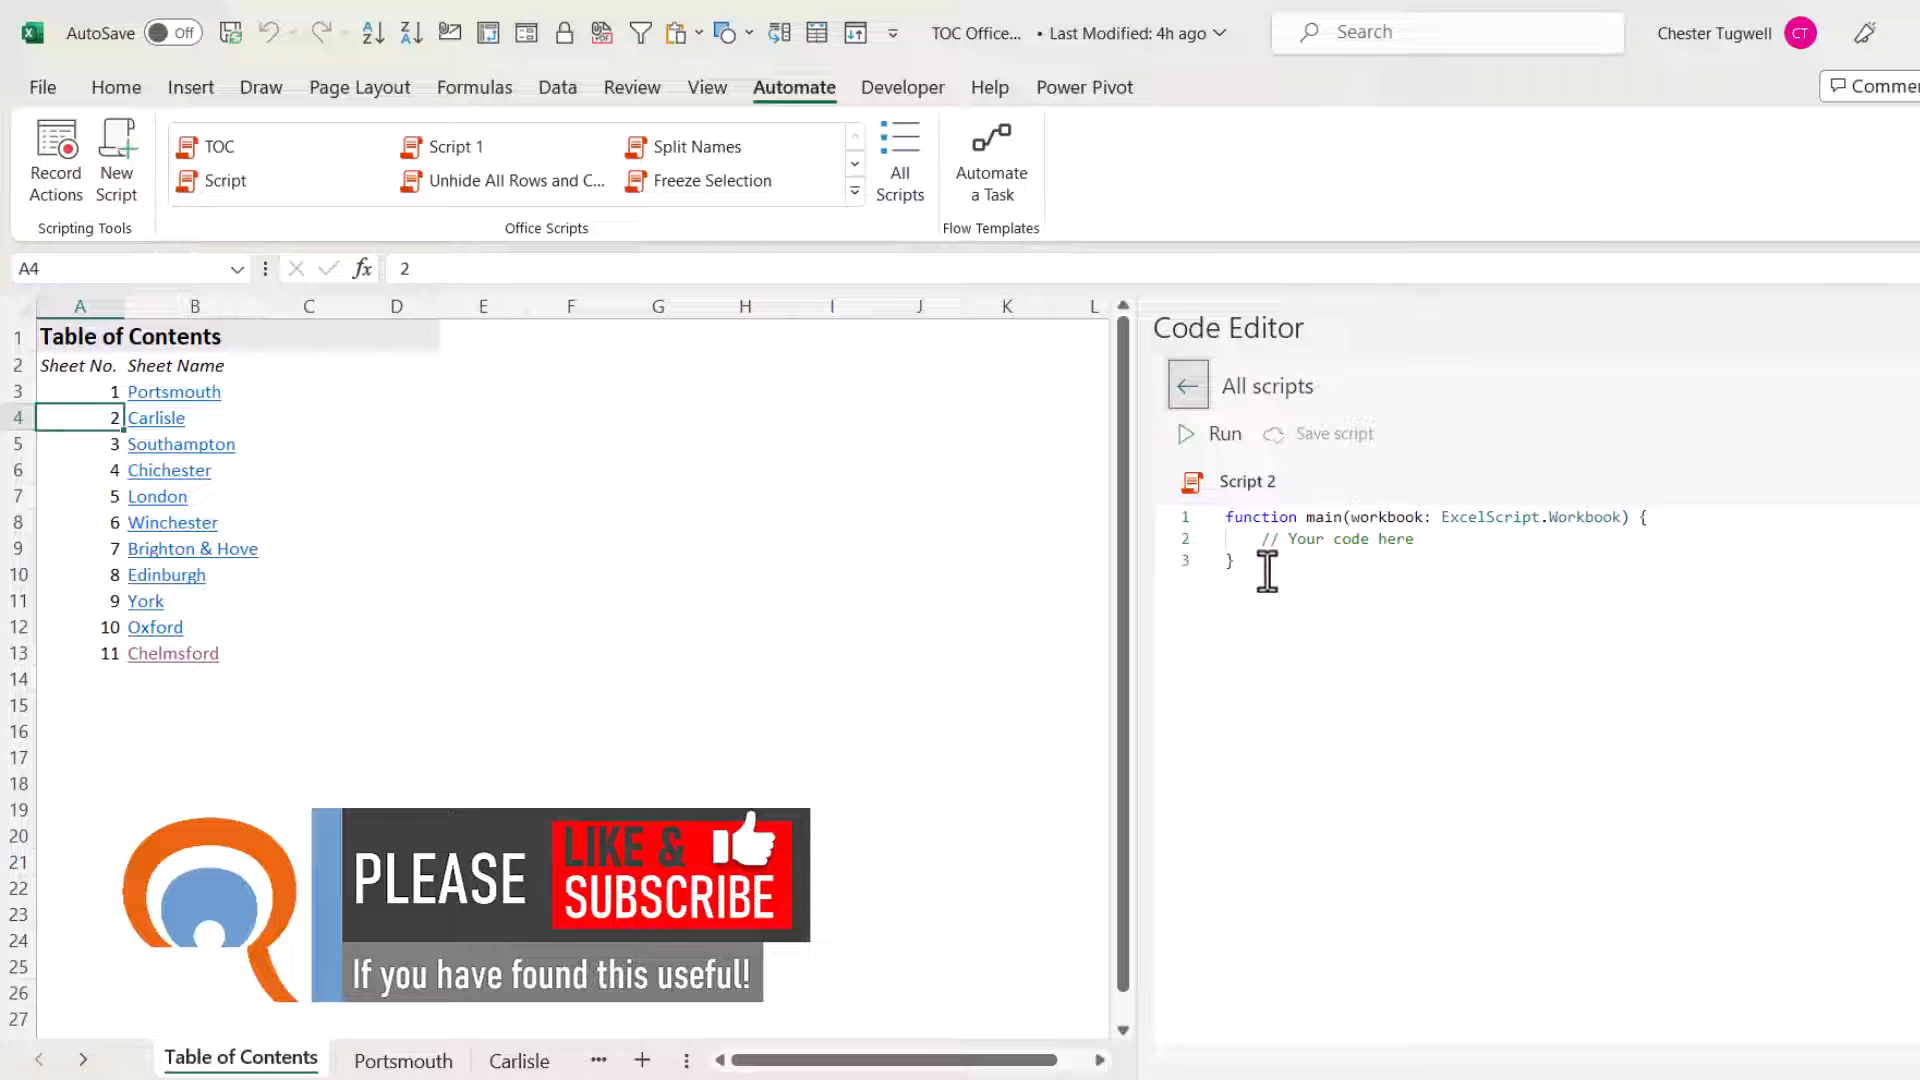 AutoSave Off TOC Office... • Last Modified: 4h ago Search Chester Tugwell CT
File Home Insert Draw Page Layout Formulas Data Review View Automate Developer Help Power Pivot
TOC Script 1 Split Names
Script Unhide All Rows and C... Freeze Selection
Record Actions
New Script
All Scripts
Automate a Task
Scripting Tools Office Scripts Flow Templates
A4 fx 2
A B C D E F G H I J K L
1 Table of Contents
2 Sheet No. Sheet Name
3 1 Portsmouth
4 2 Carlisle
5 3 Southampton
6 4 Chichester
7 5 London
8 6 Winchester
9 7 Brighton & Hove
10 8 Edinburgh
11 9 York
12 10 Oxford
13 11 Chelmsford
14
15
16
17
18
19
20
21
22
23
24
25
26
27
Code Editor
All scripts
Run Save script
Script 2
1 function main(workbook: ExcelScript.Workbook) {
2 // Your code here
3 }
PLEASE LIKE & SUBSCRIBE
If you have found this useful!
Table of Contents Portsmouth Carlisle ...